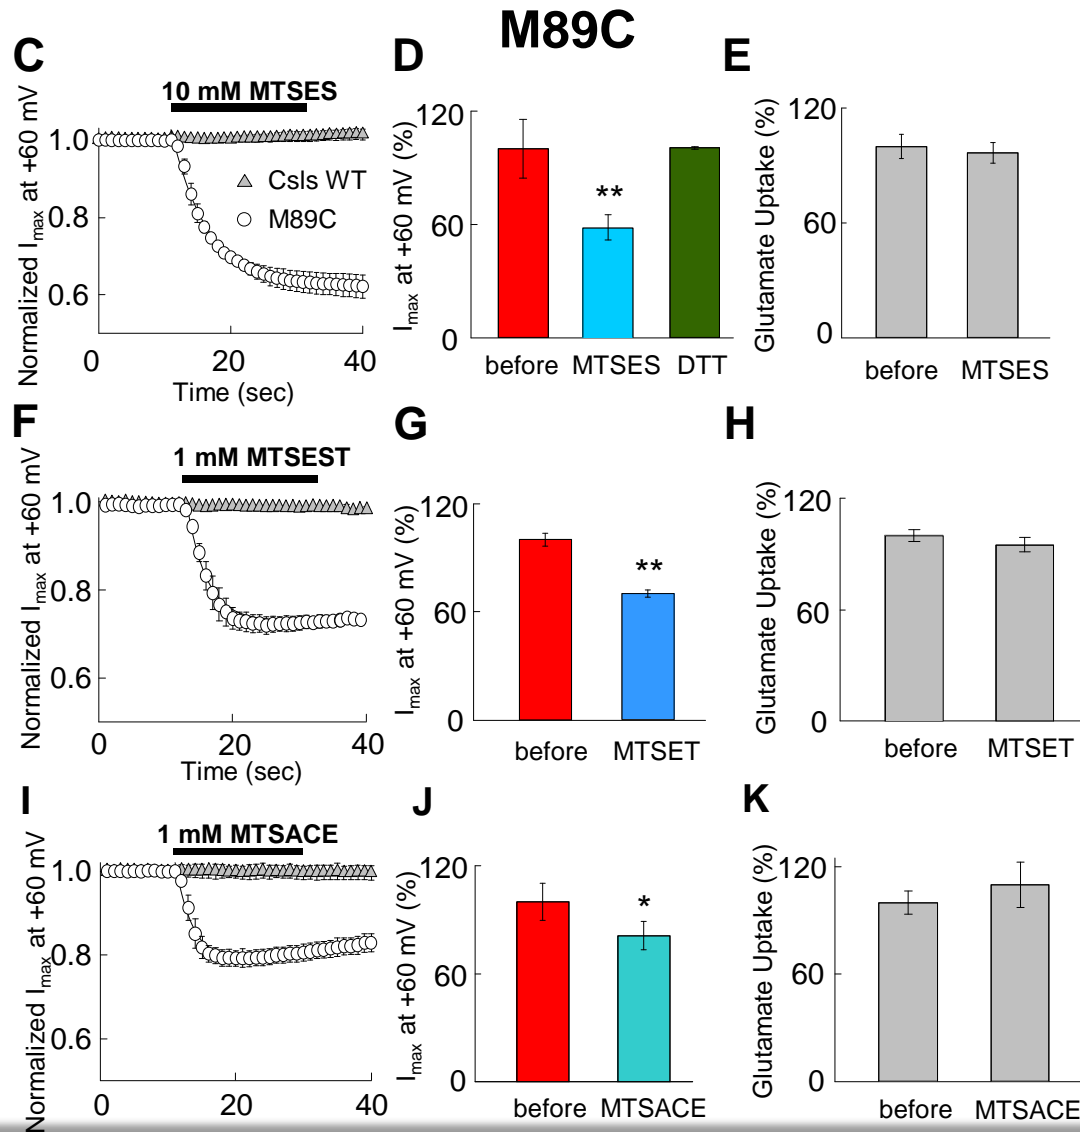 M89C
C
10 mM MTSES
Normalized Imax at +60 mV
1.0
0.8
0.6
CsIs WT
M89C
0 20 40
Time (sec)
D
Imax at +60 mV (%)
120
60
0
**
before MTSES DTT
E
Glutamate Uptake (%)
120
60
0
before MTSES
F
1 mM MTSEST
Normalized Imax at +60 mV
1.0
0.8
0.6
0 20 40
Time (sec)
G
Imax at +60 mV (%)
120
60
0
**
before MTSET
H
Glutamate Uptake (%)
120
60
0
before MTSET
I
1 mM MTSACE
Normalized Imax at +60 mV
1.0
0.8
0.6
0 20 40
J
Imax at +60 mV (%)
120
60
0
*
before MTSACE
K
Glutamate Uptake (%)
120
60
0
before MTSACE